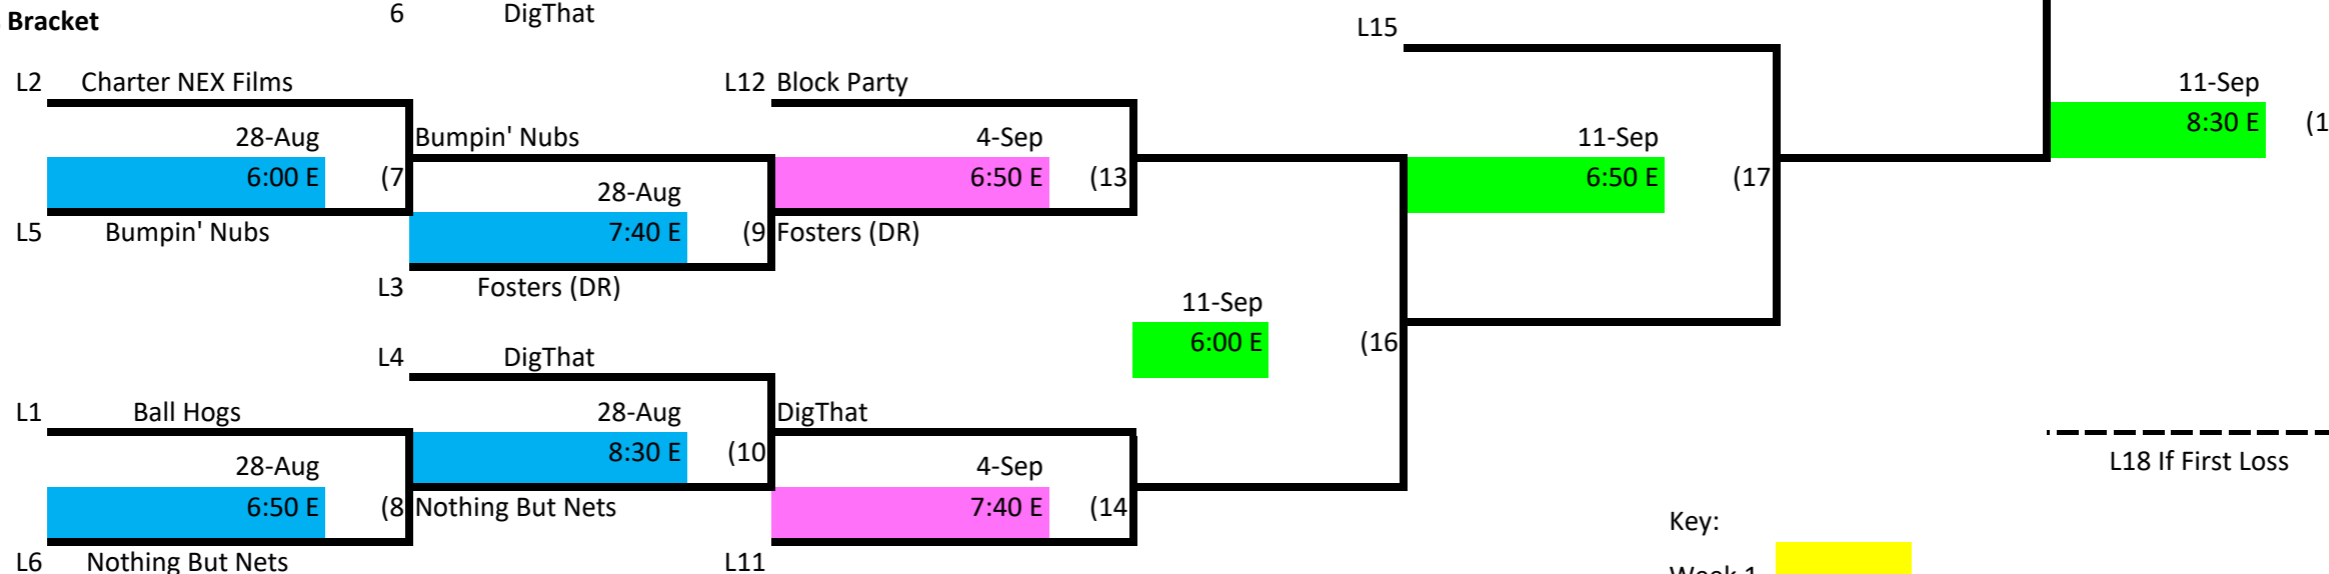 6 DigThat
Bracket
L15
L2 Charter NEX Films
L12 Block Party
11-Sep
28-Aug
Bumpin' Nubs
4-Sep
11-Sep
8:30 E (1
6:00 E (7
28-Aug
6:50 E (13
6:50 E (17
L5 Bumpin' Nubs
7:40 E (9
Fosters (DR)
L3 Fosters (DR)
11-Sep
6:00 E (16
L4 DigThat
L1 Ball Hogs
28-Aug
DigThat
8:30 E (10
28-Aug
4-Sep
L18 If First Loss
6:50 E (8
Nothing But Nets
7:40 E (14
Key:
L6 Nothing But Nets
L11
Week 1